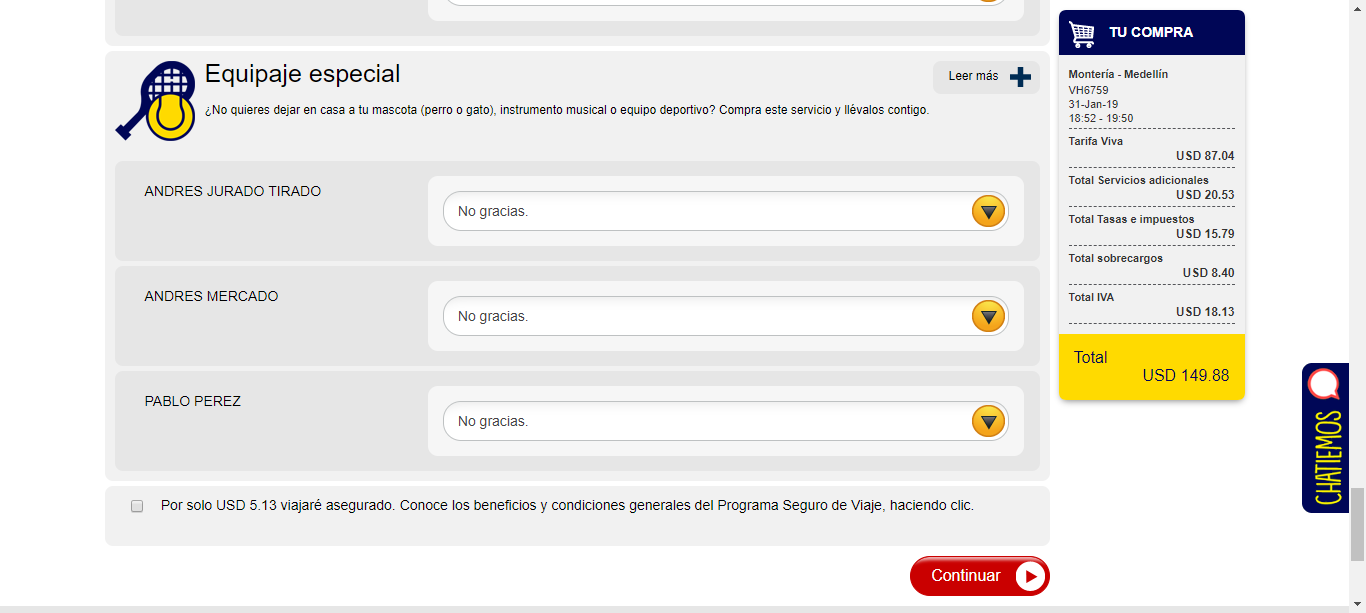 Equipaje especial
Leer más
¿No quieres dejar en casa a tu mascota (perro o gato), instrumento musical o equipo deportivo? Compra este servicio y llévalos contigo.
ANDRES JURADO TIRADO
No gracias.
ANDRES MERCADO
No gracias.
PABLO PEREZ
No gracias.
Por solo USD 5.13 viajaré asegurado. Conoce los beneficios y condiciones generales del Programa Seguro de Viaje, haciendo clic.
Continuar
TU COMPRA
Montería - Medellín
VH6759
31-Jan-19
18:52 - 19:50
Tarifa Viva
USD 87.04
Total Servicios adicionales
USD 20.53
Total Tasas e impuestos
USD 15.79
Total sobrecargos
USD 8.40
Total IVA
USD 18.13
Total
USD 149.88
CHATIEMOS